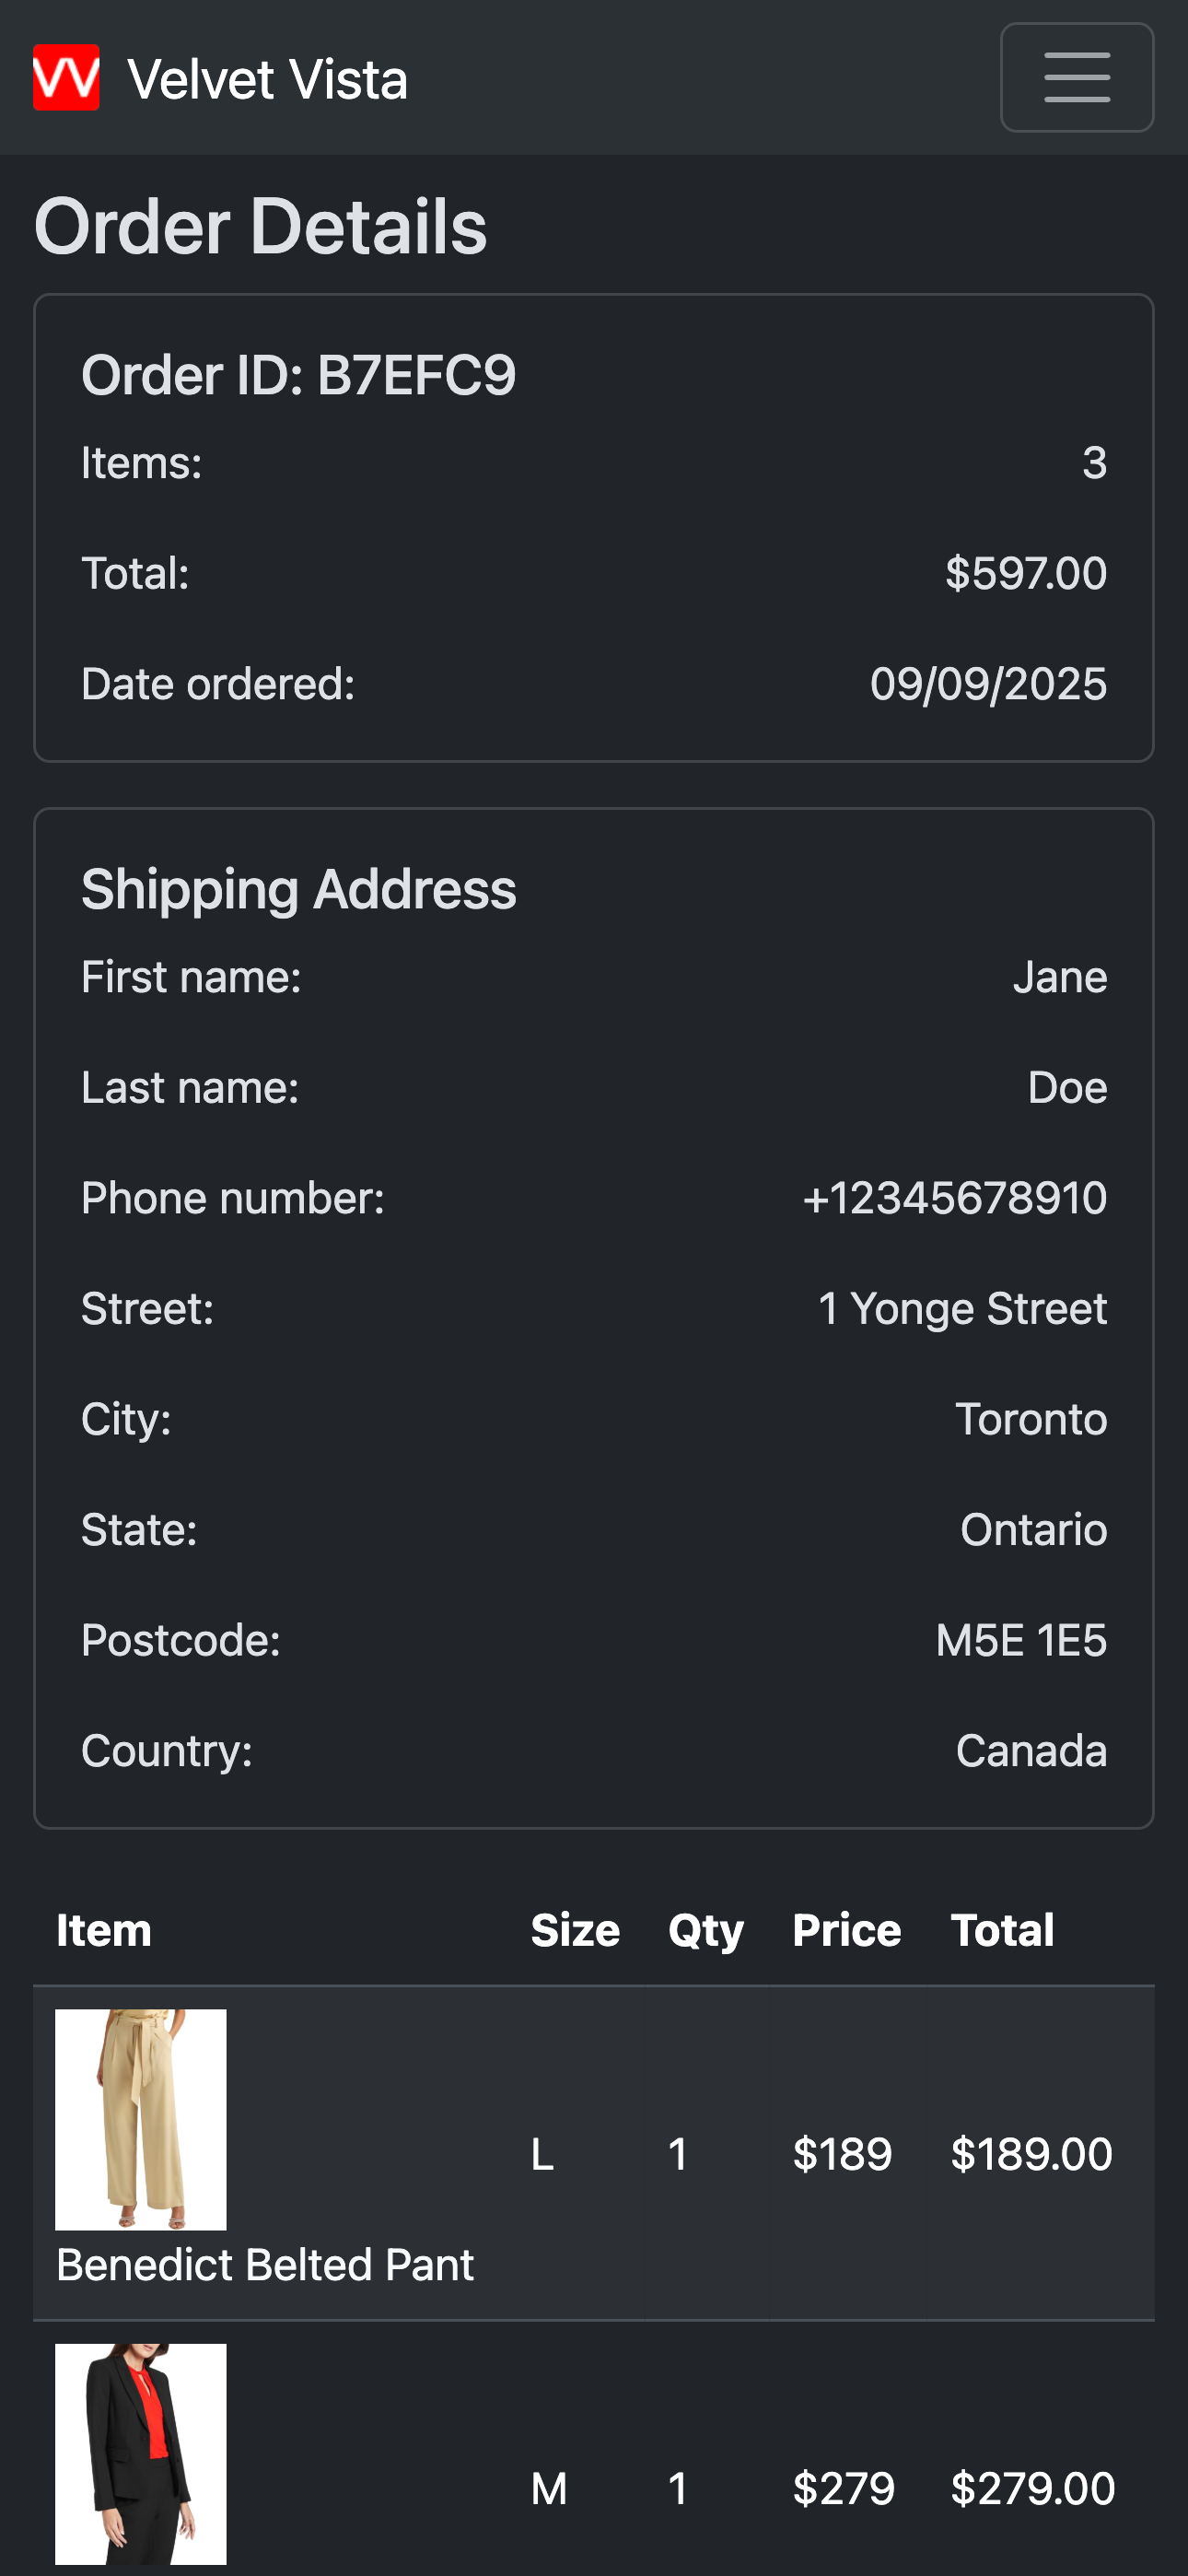 VV Velvet Vista
Order Details
Order ID: B7EFC9
Items: 3
Total: $597.00
Date ordered: 09/09/2025
Shipping Address
First name: Jane
Last name: Doe
Phone number: +12345678910
Street: 1 Yonge Street
City: Toronto
State: Ontario
Postcode: M5E 1E5
Country: Canada
Item Size Qty Price Total
L 1 $189 $189.00
Benedict Belted Pant
M 1 $279 $279.00